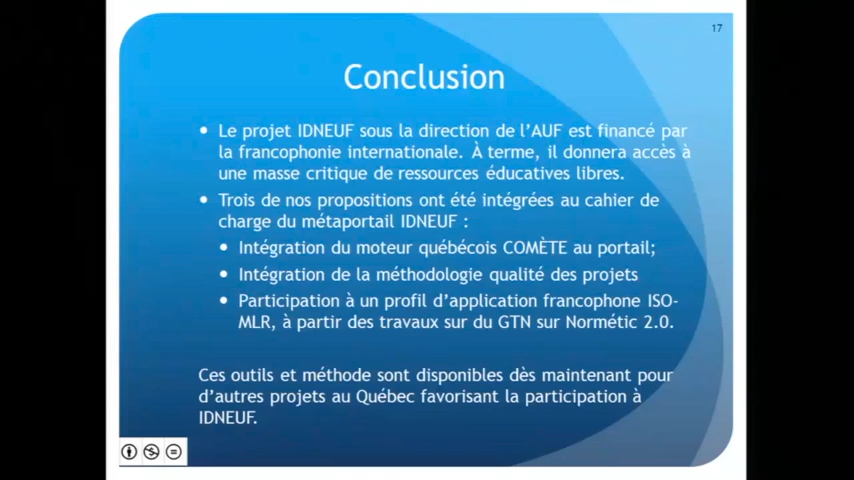 17
Conclusion
• Le projet IDNEUF sous la direction de l'AUF est financé par
la francophonie internationale. À terme, il donnera accès à
une masse critique de ressources éducatives libres.
• Trois de nos propositions ont été intégrées au cahier de
charge du métaportail IDNEUF :
• Intégration du moteur québécois COMÈTE au portail;
• Intégration de la méthodologie qualité des projets
• Participation à un profil d'application francophone ISO-
MLR, à partir des travaux sur du GTN sur Normétic 2.0.
Ces outils et méthode sont disponibles dès maintenant pour
d'autres projets au Québec favorisant la participation à
IDNEUF.